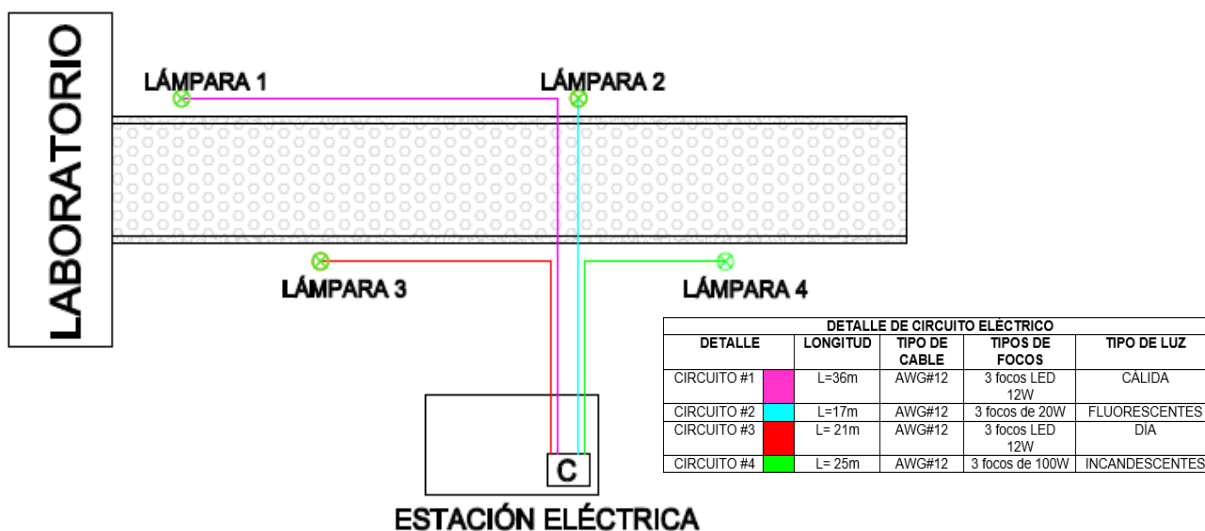 LABORATORIO
LÁMPARA 1
LÁMPARA 2
LÁMPARA 3
LÁMPARA 4
DETALLE DE CIRCUITO ELÉCTRICO
DETALLE LONGITUD TIPO DE CABLE TIPOS DE FOCOS TIPO DE LUZ
CIRCUITO #1 L=36m AWG#12 3 focos LED 12W CÁLIDA
CIRCUITO #2 L=17m AWG#12 3 focos de 20W FLUORESCENTES
CIRCUITO #3 L= 21m AWG#12 3 focos LED 12W DÍA
CIRCUITO #4 L= 25m AWG#12 3 focos de 100W INCANDESCENTES
C
ESTACIÓN ELÉCTRICA